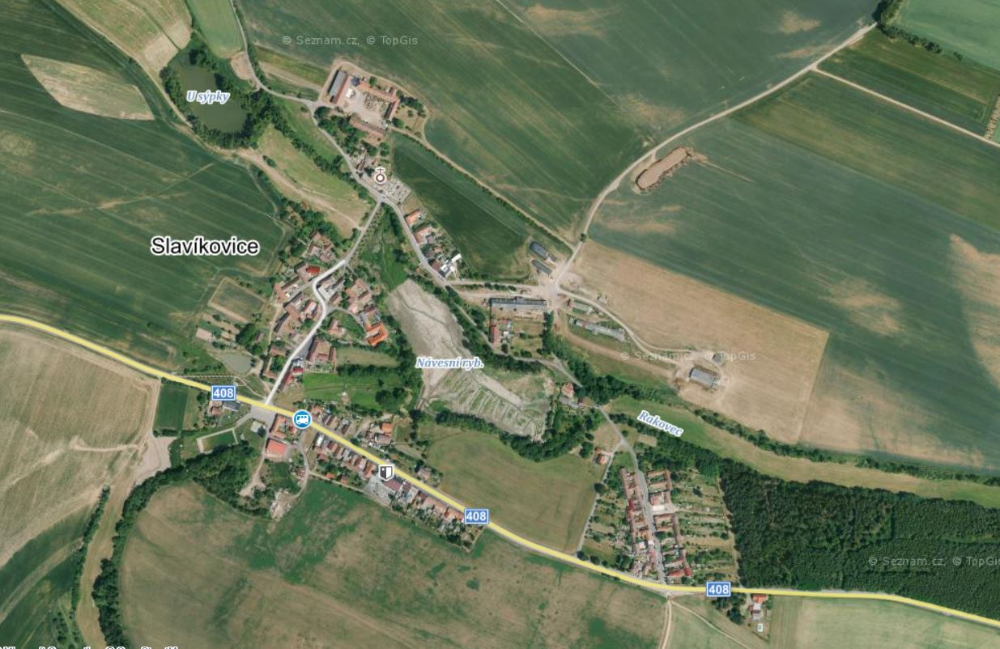 © Seznam.cz, © TopGis
U sýpky
Slavíkovice
© Seznam.cz, © TopGis
Návesní ryb.
408
Rakovec
408
© Seznam.cz, © TopGis
408